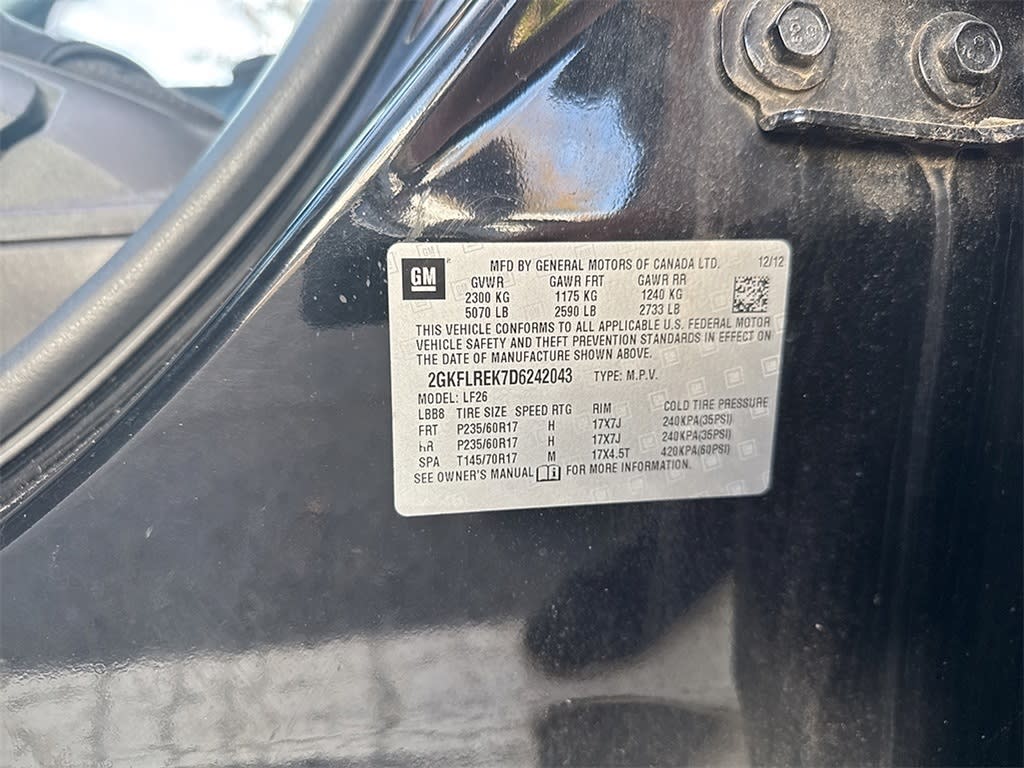 GM MFD BY GENERAL MOTORS OF CANADA LTD. 12/12
GVWR GAWR FRT GAWR RR
2300 KG 1175 KG 1240 KG
5070 LB 2590 LB 2733 LB
THIS VEHICLE CONFORMS TO ALL APPLICABLE U.S. FEDERAL MOTOR
VEHICLE SAFETY AND THEFT PREVENTION STANDARDS IN EFFECT ON
THE DATE OF MANUFACTURE SHOWN ABOVE.
2GKFLREK7D6242043 TYPE: M.P.V.
MODEL: LF26
LBB8 TIRE SIZE SPEED RTG RIM COLD TIRE PRESSURE
FRT P235/60R17 H 17X7J 240KPA(35PSI)
RR P235/60R17 H 17X7J 240KPA(35PSI)
SPA T145/70R17 M 17X4.5T 420KPA(60PSI)
SEE OWNER'S MANUAL FOR MORE INFORMATION.